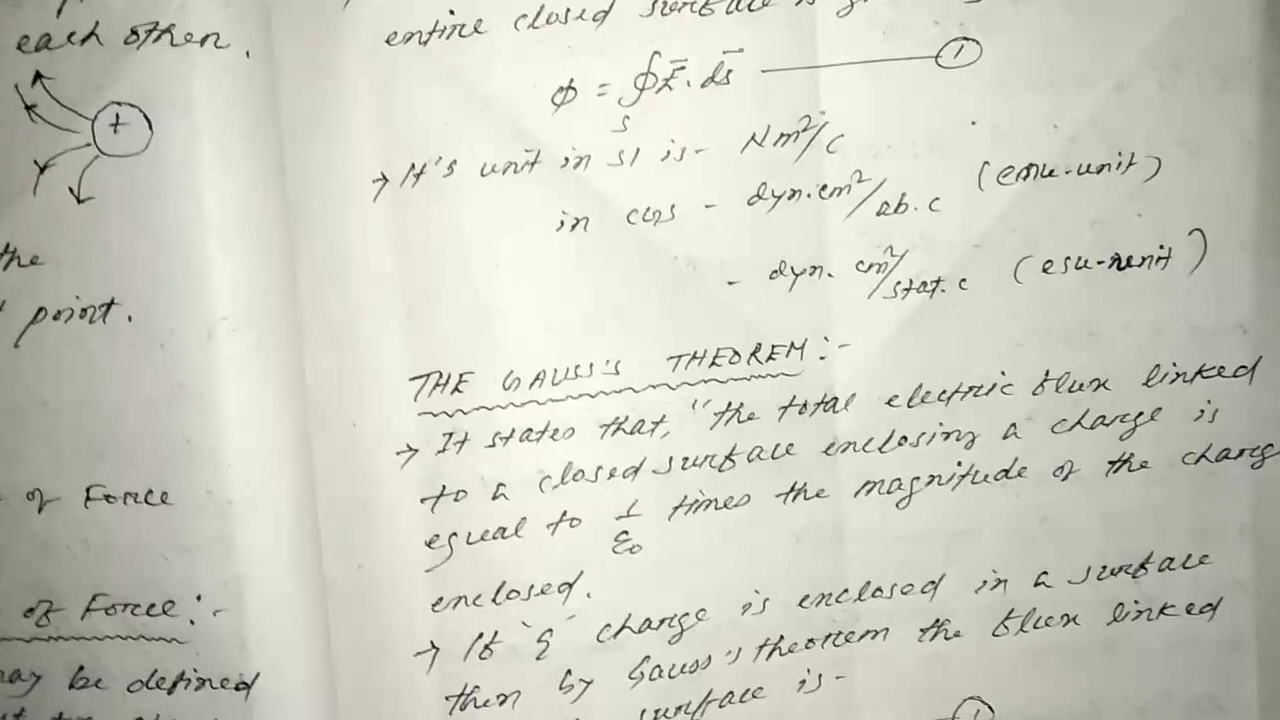 each other.
+
the
point.
of Force
of Force:-
may be defined
entire closed surface is
ϕ = ∮E⃗. ds⃗ ——— ①
S
→ It's unit in SI is - Nm²/C
in cgs - dyn.cm²/ab.c (emu-unit)
- dyn. cm²/stat.c (esu-unit)
THE GAUSS'S THEOREM :-
→ It states that, "the total electric flux linked
to a closed surface enclosing a charge is
equal to 1/ε₀ times the magnitude of the charg
enclosed.
→ If 'q' charge is enclosed in a surface
then by Gauss's theorem the flux linked
surface is -